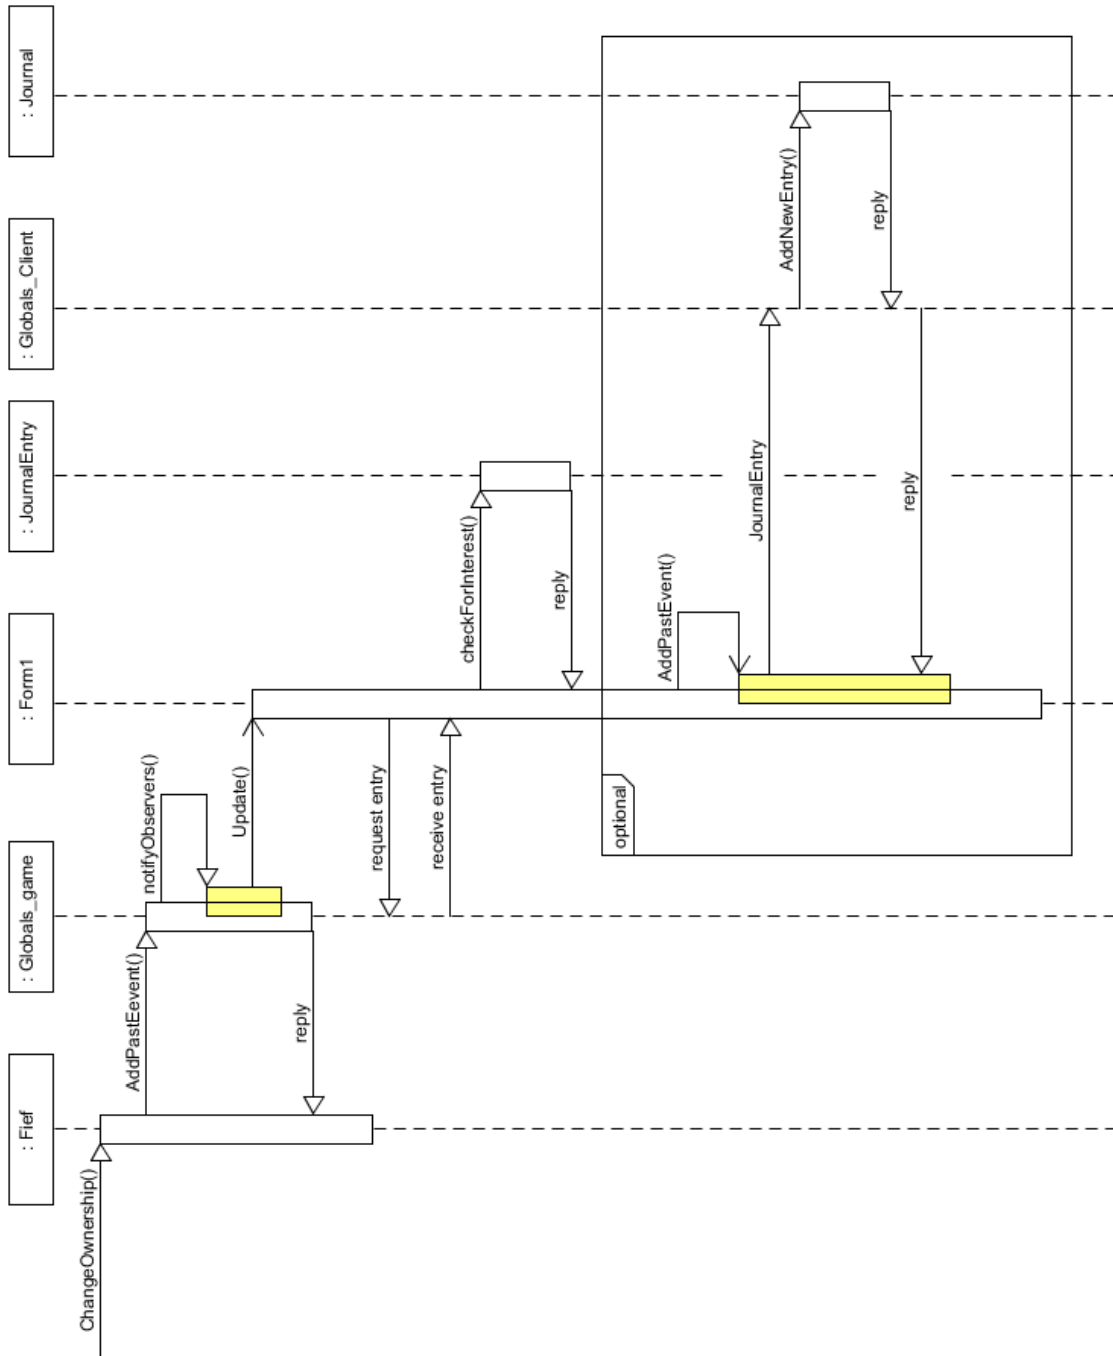 : Fief
: Globals_game
: Form1
: JournalEntry
: Globals_Client
: Journal
ChangeOwnership()
AddPastEevent()
notifyObservers()
Update()
reply
request entry
receive entry
checkForInterest()
reply
optional
AddPastEvent()
JournalEntry
AddNewEntry()
reply
reply